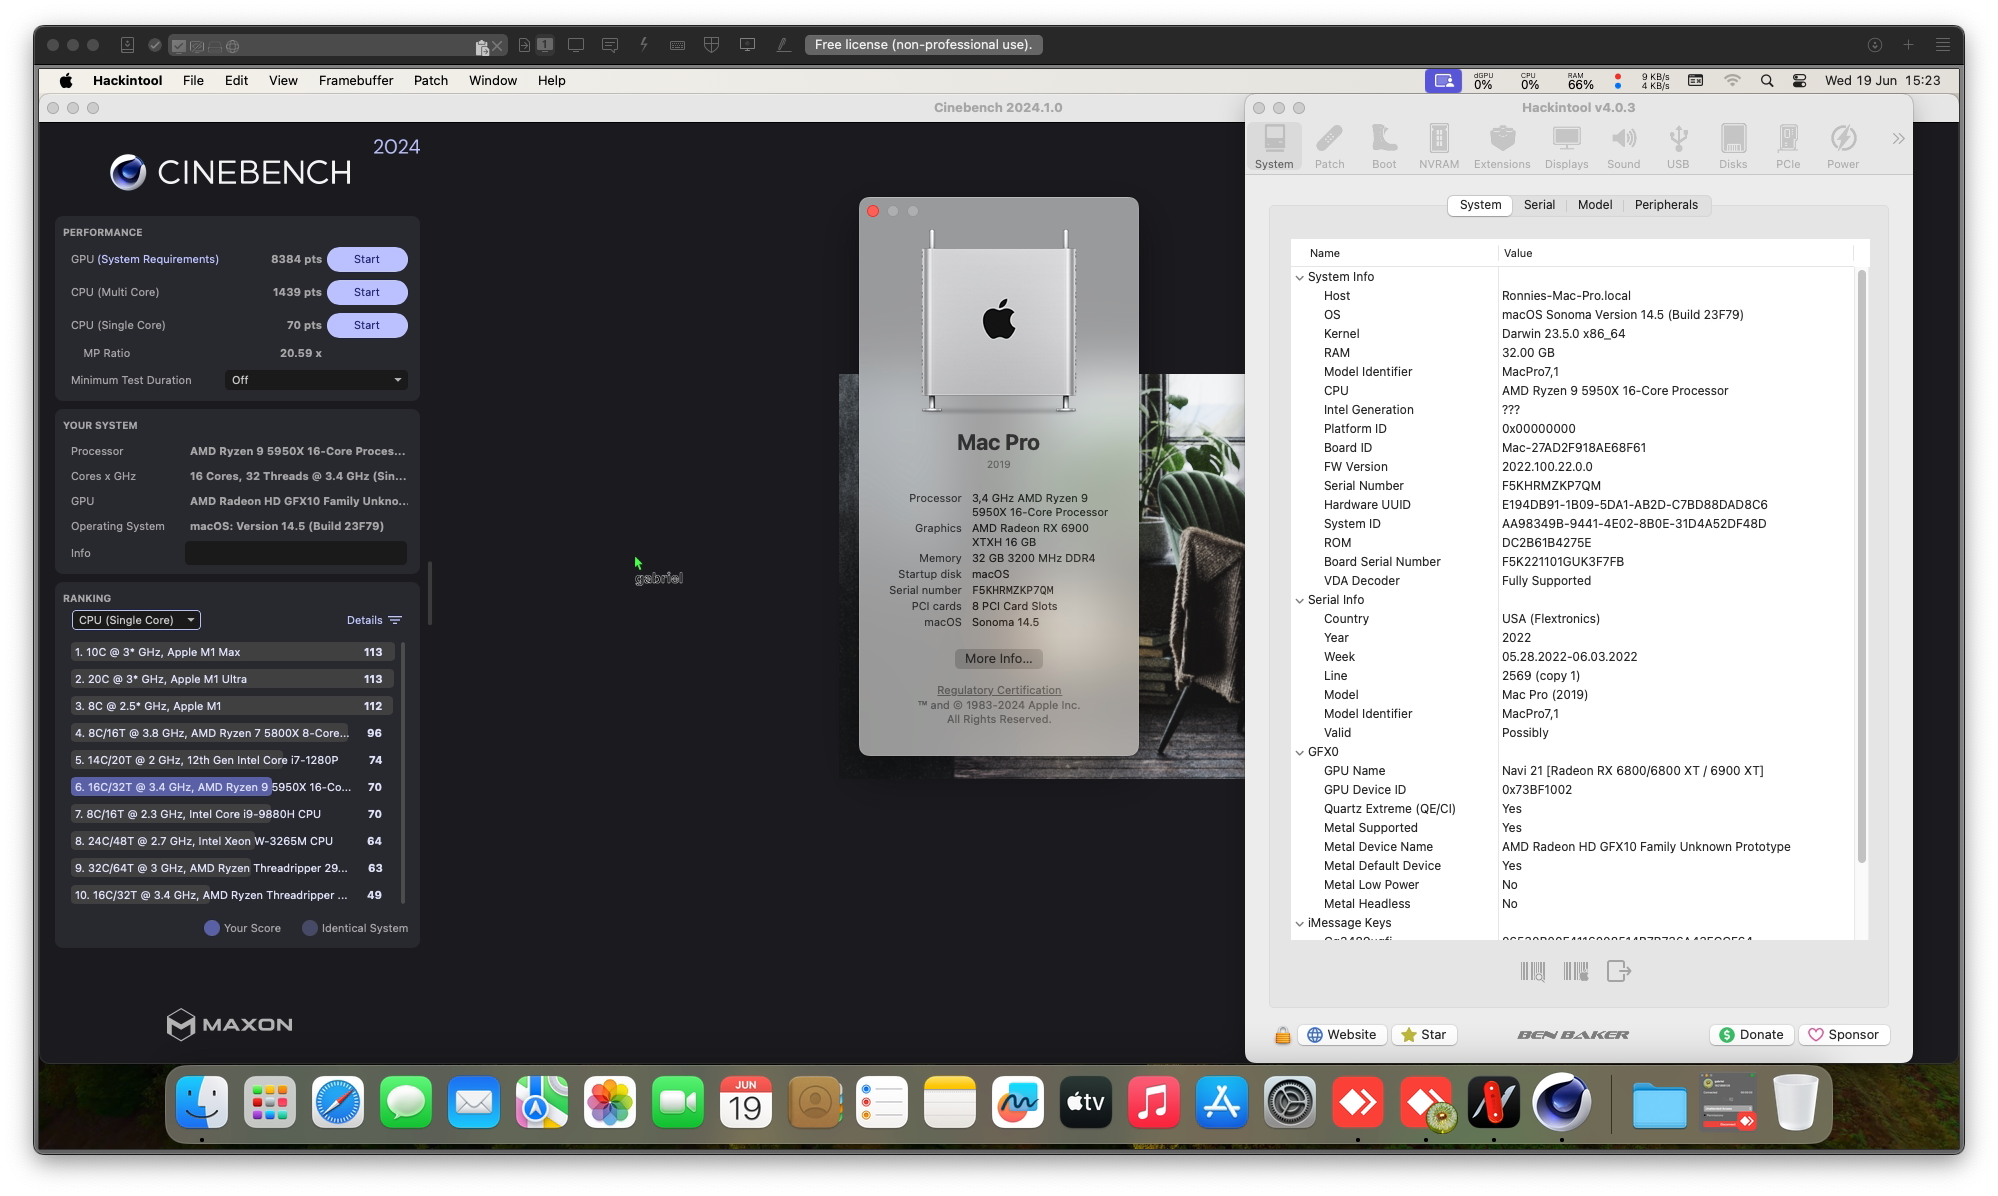 1
Free license (non-professional use).
Hackintool File Edit View Framebuffer Patch Window Help
dGPU 0% CPU 0% RAM 66% 9 KB/s 4 KB/s Wed 19 Jun 15:23
Cinebench 2024.1.0
2024
CINEBENCH
PERFORMANCE
GPU (System Requirements) 8384 pts Start
CPU (Multi Core) 1439 pts Start
CPU (Single Core) 70 pts Start
MP Ratio 20.59 x
Minimum Test Duration Off
YOUR SYSTEM
Processor AMD Ryzen 9 5950X 16-Core Proces...
Cores x GHz 16 Cores, 32 Threads @ 3.4 GHz (Sin...
GPU AMD Radeon HD GFX10 Family Unkno...
Operating System macOS: Version 14.5 (Build 23F79)
Info
RANKING
CPU (Single Core) Details
1. 10C @ 3* GHz, Apple M1 Max 113
2. 20C @ 3* GHz, Apple M1 Ultra 113
3. 8C @ 2.5* GHz, Apple M1 112
4. 8C/16T @ 3.8 GHz, AMD Ryzen 7 5800X 8-Core... 96
5. 14C/20T @ 2 GHz, 12th Gen Intel Core i7-1280P 74
6. 16C/32T @ 3.4 GHz, AMD Ryzen 9 5950X 16-Co... 70
7. 8C/16T @ 2.3 GHz, Intel Core i9-9880H CPU 70
8. 24C/48T @ 2.7 GHz, Intel Xeon W-3265M CPU 64
9. 32C/64T @ 3 GHz, AMD Ryzen Threadripper 29... 63
10. 16C/32T @ 3.4 GHz, AMD Ryzen Threadripper ... 49
Your Score Identical System
MAXON
gabriel
Mac Pro
2019
Processor 3,4 GHz AMD Ryzen 9
5950X 16-Core Processor
Graphics AMD Radeon RX 6900
XTXH 16 GB
Memory 32 GB 3200 MHz DDR4
Startup disk macOS
Serial number F5KHRMZKP7QM
PCI cards 8 PCI Card Slots
macOS Sonoma 14.5
More Info...
Regulatory Certification
™ and © 1983-2024 Apple Inc.
All Rights Reserved.
Hackintool v4.0.3
System Patch Boot NVRAM Extensions Displays Sound USB Disks PCIe Power
System Serial Model Peripherals
Name Value
System Info
Host Ronnies-Mac-Pro.local
OS macOS Sonoma Version 14.5 (Build 23F79)
Kernel Darwin 23.5.0 x86_64
RAM 32.00 GB
Model Identifier MacPro7,1
CPU AMD Ryzen 9 5950X 16-Core Processor
Intel Generation ???
Platform ID 0x00000000
Board ID Mac-27AD2F918AE68F61
FW Version 2022.100.22.0.0
Serial Number F5KHRMZKP7QM
Hardware UUID E194DB91-1B09-5DA1-AB2D-C7BD88DAD8C6
System ID AA98349B-9441-4E02-8B0E-31D4A52DF48D
ROM DC2B61B4275E
Board Serial Number F5K221101GUK3F7FB
VDA Decoder Fully Supported
Serial Info
Country USA (Flextronics)
Year 2022
Week 05.28.2022-06.03.2022
Line 2569 (copy 1)
Model Mac Pro (2019)
Model Identifier MacPro7,1
Valid Possibly
GFX0
GPU Name Navi 21 [Radeon RX 6800/6800 XT / 6900 XT]
GPU Device ID 0x73BF1002
Quartz Extreme (QE/CI) Yes
Metal Supported Yes
Metal Device Name AMD Radeon HD GFX10 Family Unknown Prototype
Metal Default Device Yes
Metal Low Power No
Metal Headless No
iMessage Keys
Website Star BEN BAKER Donate Sponsor
JUN
19
tv